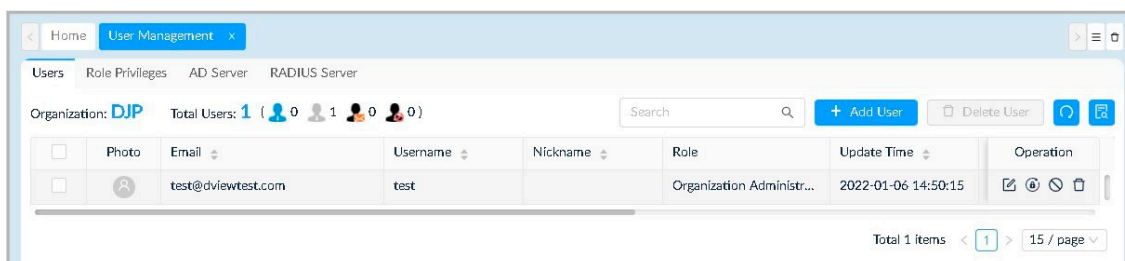 Home User Management x
Users Role Privileges AD Server RADIUS Server
Organization: DJP Total Users: 1 ( 0 1 0 0 ) Search + Add User Delete User
Photo Email Username Nickname Role Update Time Operation
test@dviewtest.com test Organization Administr... 2022-01-06 14:50:15
Total 1 items < 1 > 15 / page